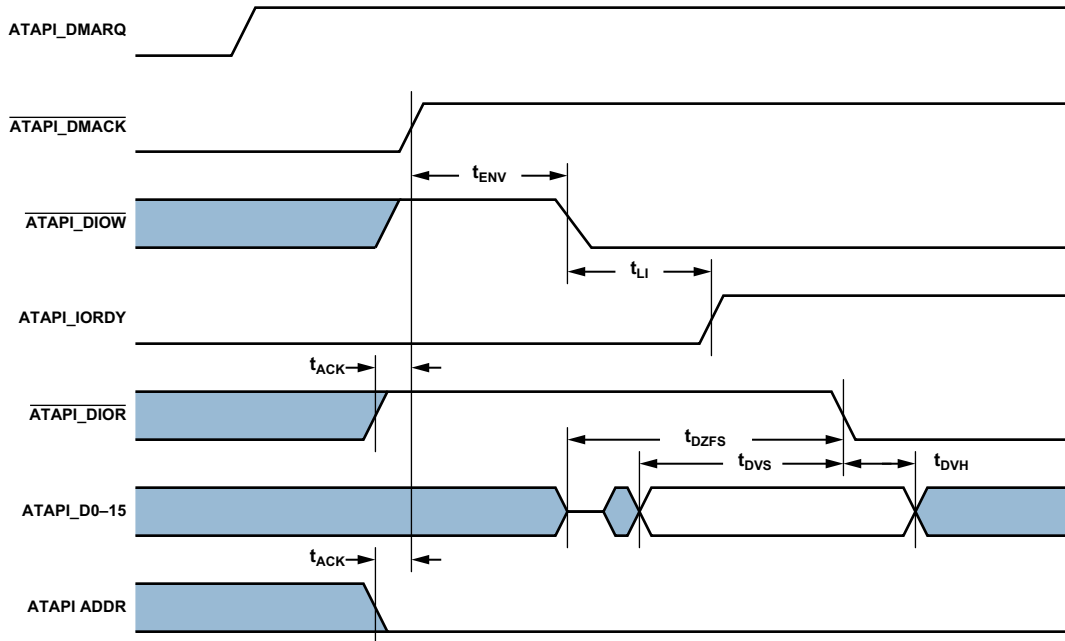 ATAPI_DMARQ
ATAPI_DMACK
tENV
ATAPI_DIOW
tLI
ATAPI_IORDY
tACK
ATAPI_DIOR
tDZFS
tDVS
tDVH
ATAPI_D0–15
tACK
ATAPI ADDR